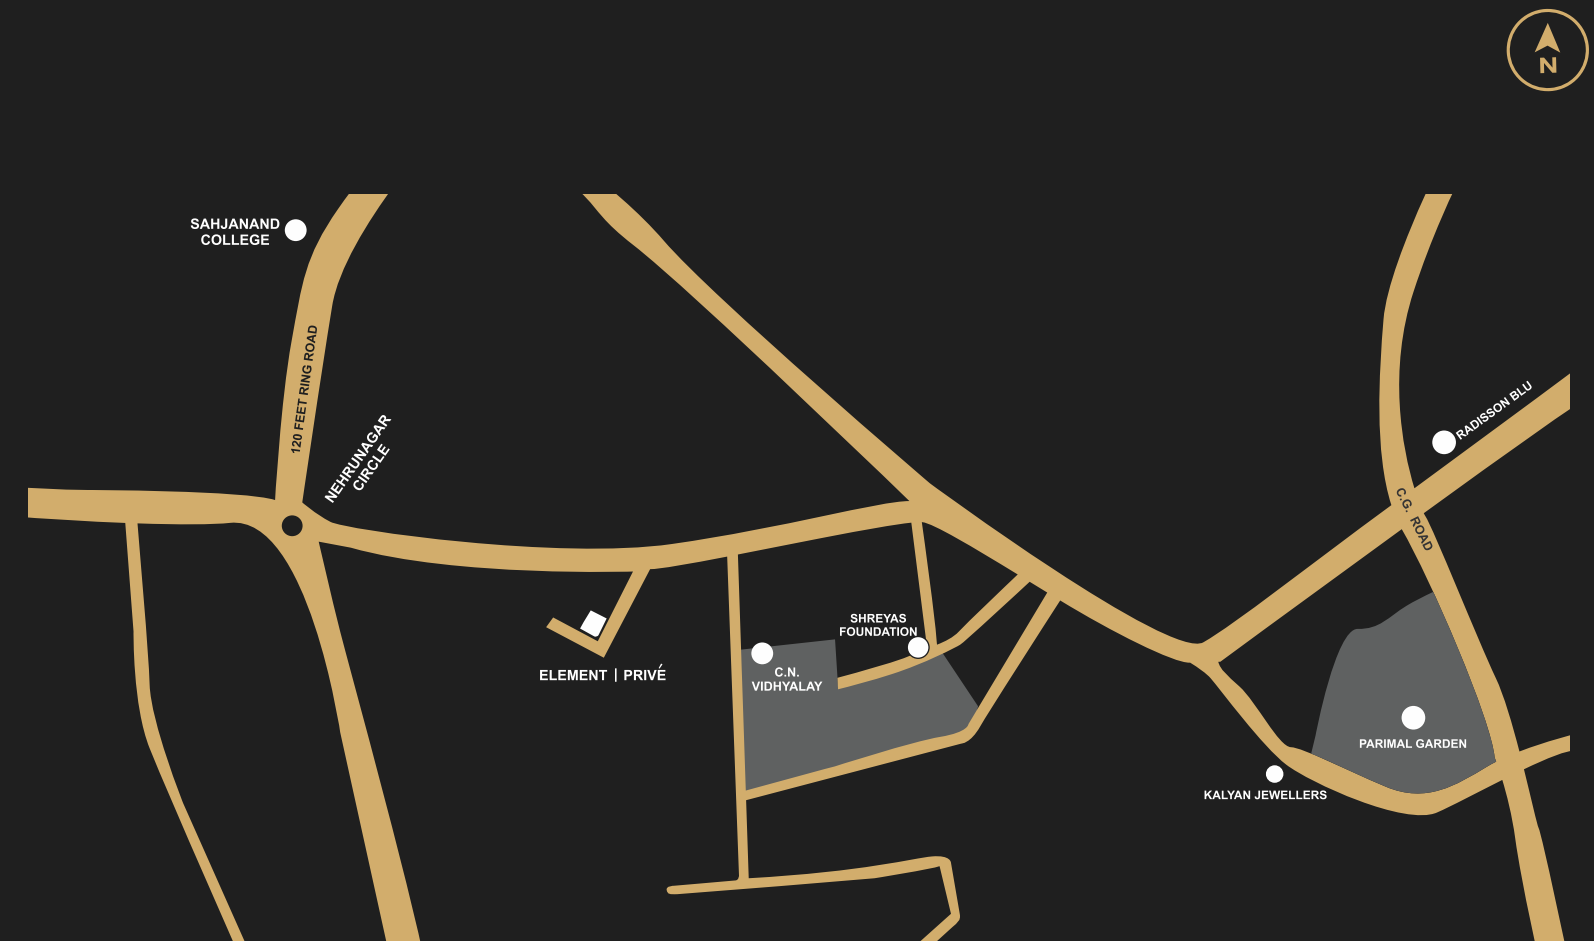 N
SAHJANAND
COLLEGE
120 FEET RING ROAD
NEHRUNAGAR
CIRCLE
RADISSON BLU
C.G. ROAD
SHREYAS
FOUNDATION
C.N.
VIDHYALAY
ELEMENT | PRIVÉ
PARIMAL GARDEN
KALYAN JEWELLERS